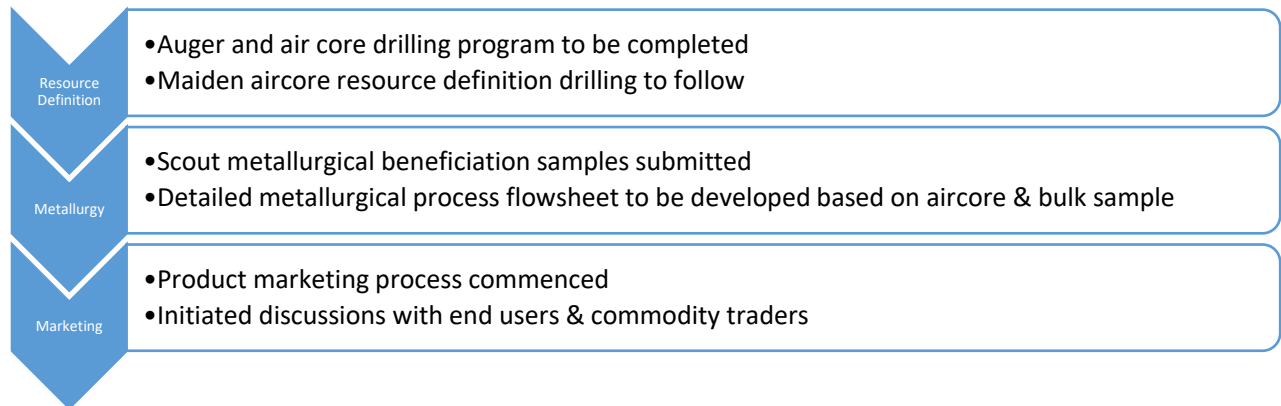 Resource
Definition
•Auger and air core drilling program to be completed
•Maiden aircore resource definition drilling to follow
Metallurgy
•Scout metallurgical beneficiation samples submitted
•Detailed metallurgical process flowsheet to be developed based on aircore & bulk sample
Marketing
•Product marketing process commenced
•Initiated discussions with end users & commodity traders